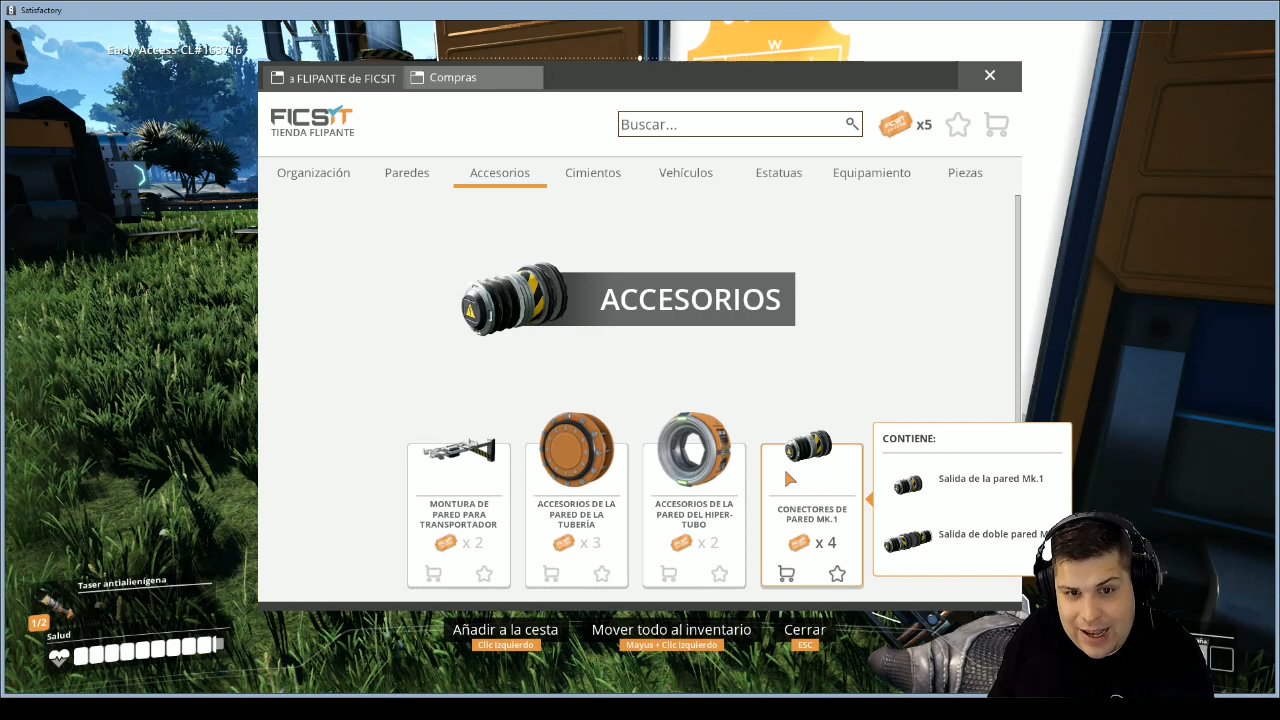 Satisfactory
Early Access CL#163716
W
a FLIPANTE de FICSIT
Compras
FICSIT
TIENDA FLIPANTE
Buscar...
x5
Organización
Paredes
Accesorios
Cimientos
Vehículos
Estatuas
Equipamiento
Piezas
ACCESORIOS
MONTURA DE
PARED PARA
TRANSPORTADOR
x 2
ACCESORIOS DE LA
PARED DE LA
TUBERÍA
x 3
ACCESORIOS DE LA
PARED DEL HIPER-
TUBO
x 2
CONECTORES DE
PARED MK.1
x 4
CONTIENE:
Salida de la pared Mk.1
Salida de doble pared M
Taser antialienígena
1/2
Salud
Añadir a la cesta
Clic Izquierdo
Mover todo al inventario
Mayus + Clic Izquierdo
Cerrar
ESC